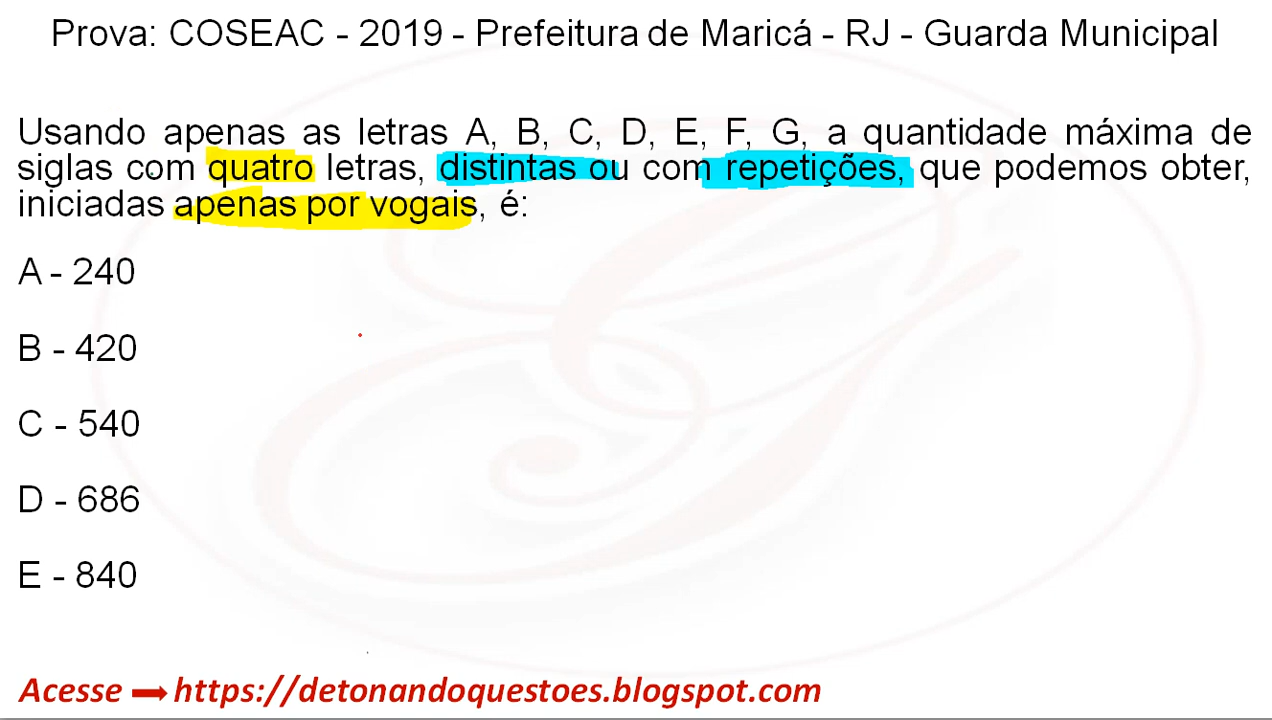 Prova: COSEAC - 2019 - Prefeitura de Maricá - RJ - Guarda Municipal
Usando apenas as letras A, B, C, D, E, F, G, a quantidade máxima de
siglas com quatro letras, distintas ou com repetições, que podemos obter,
iniciadas apenas por vogais, é:
A - 240
B - 420
C - 540
D - 686
E - 840
Acesse ➡ https://detonandoquestoes.blogspot.com